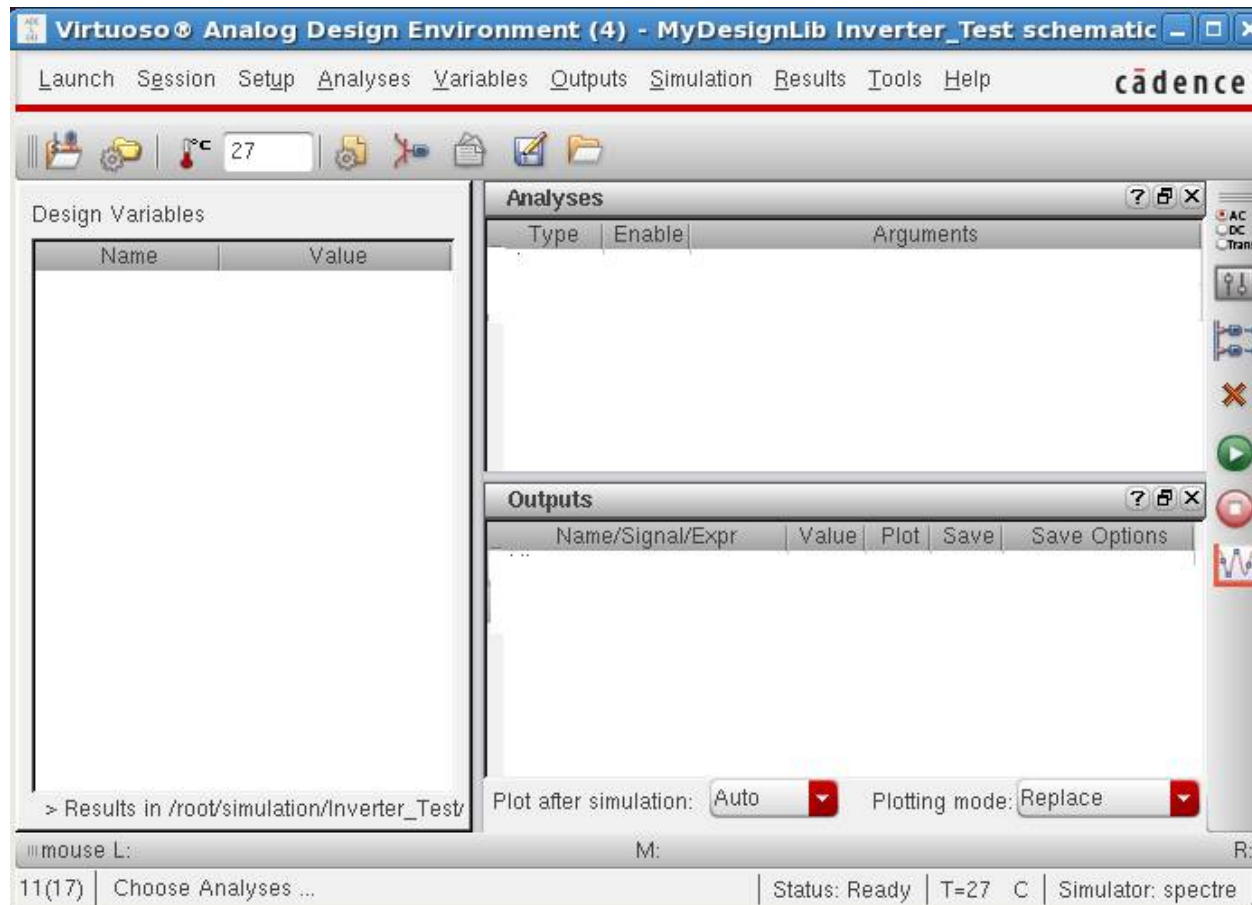 Virtuoso® Analog Design Environment (4) - MyDesignLib Inverter_Test schematic
Launch Session Setup Analyses Variables Outputs Simulation Results Tools Help cādence
°C 27
Design Variables
Name Value
Analyses
Type Enable Arguments
AC
DC
Trans
Outputs
Name/Signal/Expr Value Plot Save Save Options
> Results in /root/simulation/Inverter_Test/
Plot after simulation: Auto Plotting mode: Replace
mouse L: M: R:
11(17) Choose Analyses ... Status: Ready T=27 C Simulator: spectre